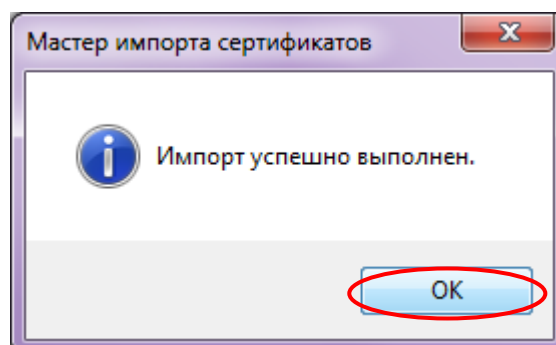 Мастер импорта сертификатов
Импорт успешно выполнен.
ОК